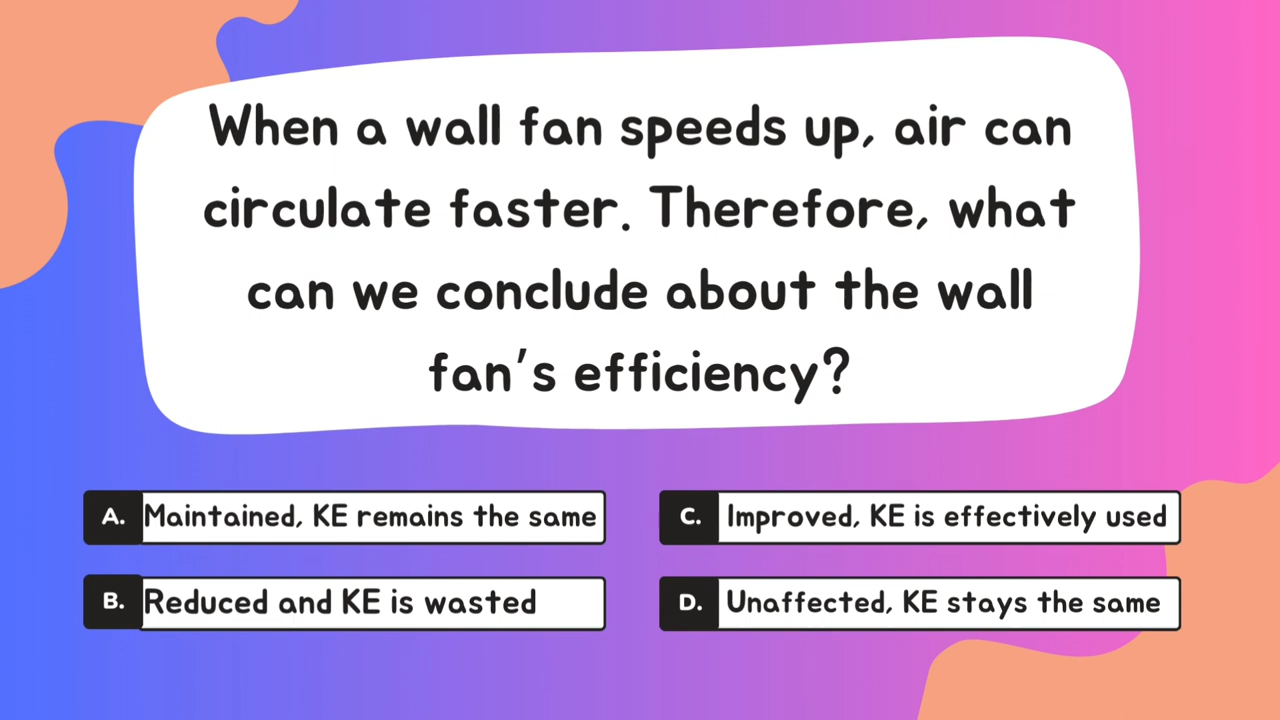 When a wall fan speeds up, air can
circulate faster. Therefore, what
can we conclude about the wall
fan's efficiency?
A. Maintained, KE remains the same
B. Reduced and KE is wasted
C. Improved, KE is effectively used
D. Unaffected, KE stays the same